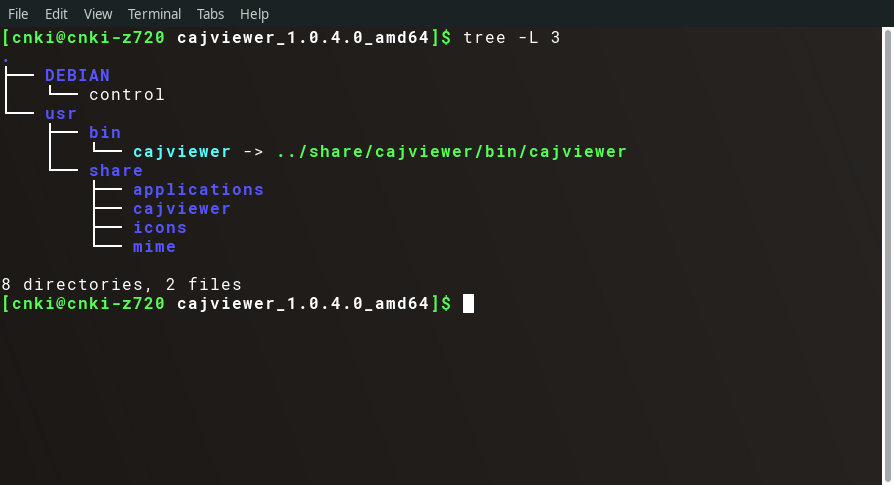 File Edit View Terminal Tabs Help
[cnki@cnki-z720 cajviewer_1.0.4.0_amd64]$ tree -L 3
.
├── DEBIAN
│   └── control
└── usr
    ├── bin
    │   └── cajviewer -> ../share/cajviewer/bin/cajviewer
    └── share
        ├── applications
        ├── cajviewer
        ├── icons
        └── mime
8 directories, 2 files
[cnki@cnki-z720 cajviewer_1.0.4.0_amd64]$